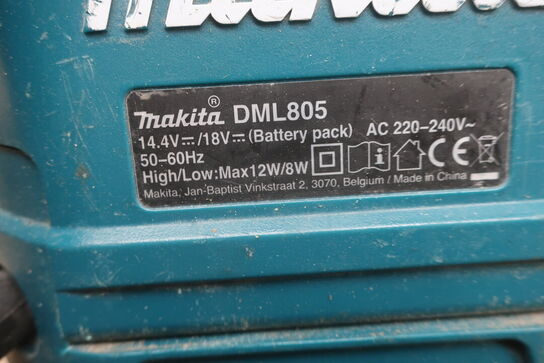 makita® DML805
14.4V⎓/18V⎓(Battery pack) AC 220-240V~
50-60Hz
High/Low:Max12W/8W CE
Makita, Jan-Baptist Vinkstraat 2, 3070, Belgium / Made in China